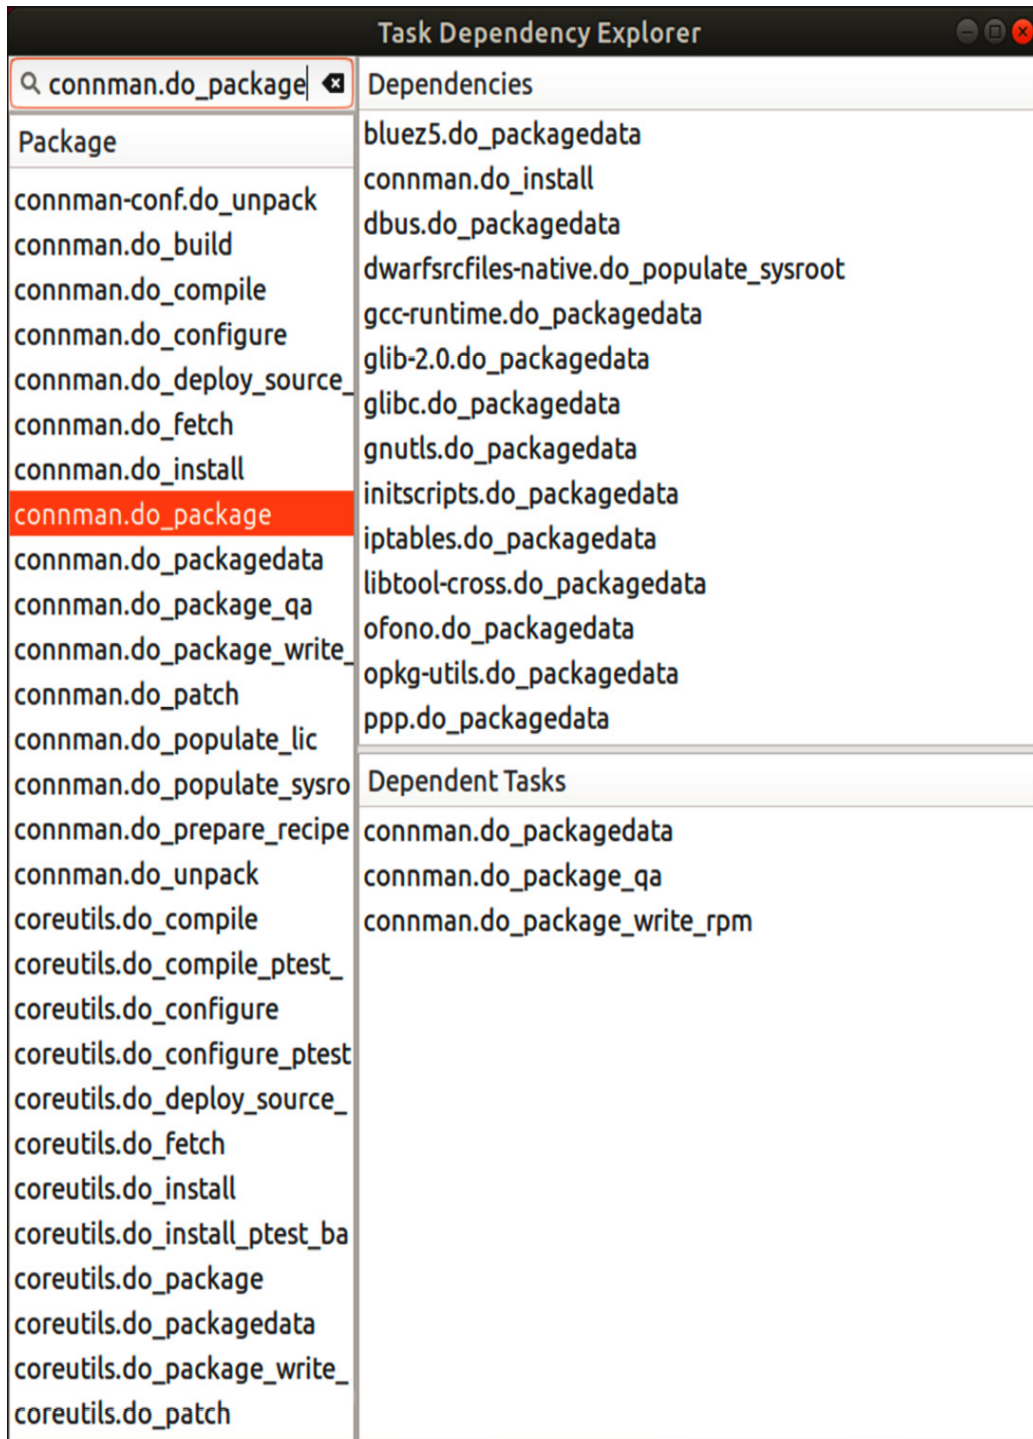 Task Dependency Explorer
connman.do_package
Package
connman-conf.do_unpack
connman.do_build
connman.do_compile
connman.do_configure
connman.do_deploy_source_
connman.do_fetch
connman.do_install
connman.do_package
connman.do_packagedata
connman.do_package_qa
connman.do_package_write_
connman.do_patch
connman.do_populate_lic
connman.do_populate_sysro
connman.do_prepare_recipe
connman.do_unpack
coreutils.do_compile
coreutils.do_compile_ptest_
coreutils.do_configure
coreutils.do_configure_ptest
coreutils.do_deploy_source_
coreutils.do_fetch
coreutils.do_install
coreutils.do_install_ptest_ba
coreutils.do_package
coreutils.do_packagedata
coreutils.do_package_write_
coreutils.do_patch
Dependencies
bluez5.do_packagedata
connman.do_install
dbus.do_packagedata
dwarfsrcfiles-native.do_populate_sysroot
gcc-runtime.do_packagedata
glib-2.0.do_packagedata
glibc.do_packagedata
gnutls.do_packagedata
initscripts.do_packagedata
iptables.do_packagedata
libtool-cross.do_packagedata
ofono.do_packagedata
opkg-utils.do_packagedata
ppp.do_packagedata
Dependent Tasks
connman.do_packagedata
connman.do_package_qa
connman.do_package_write_rpm